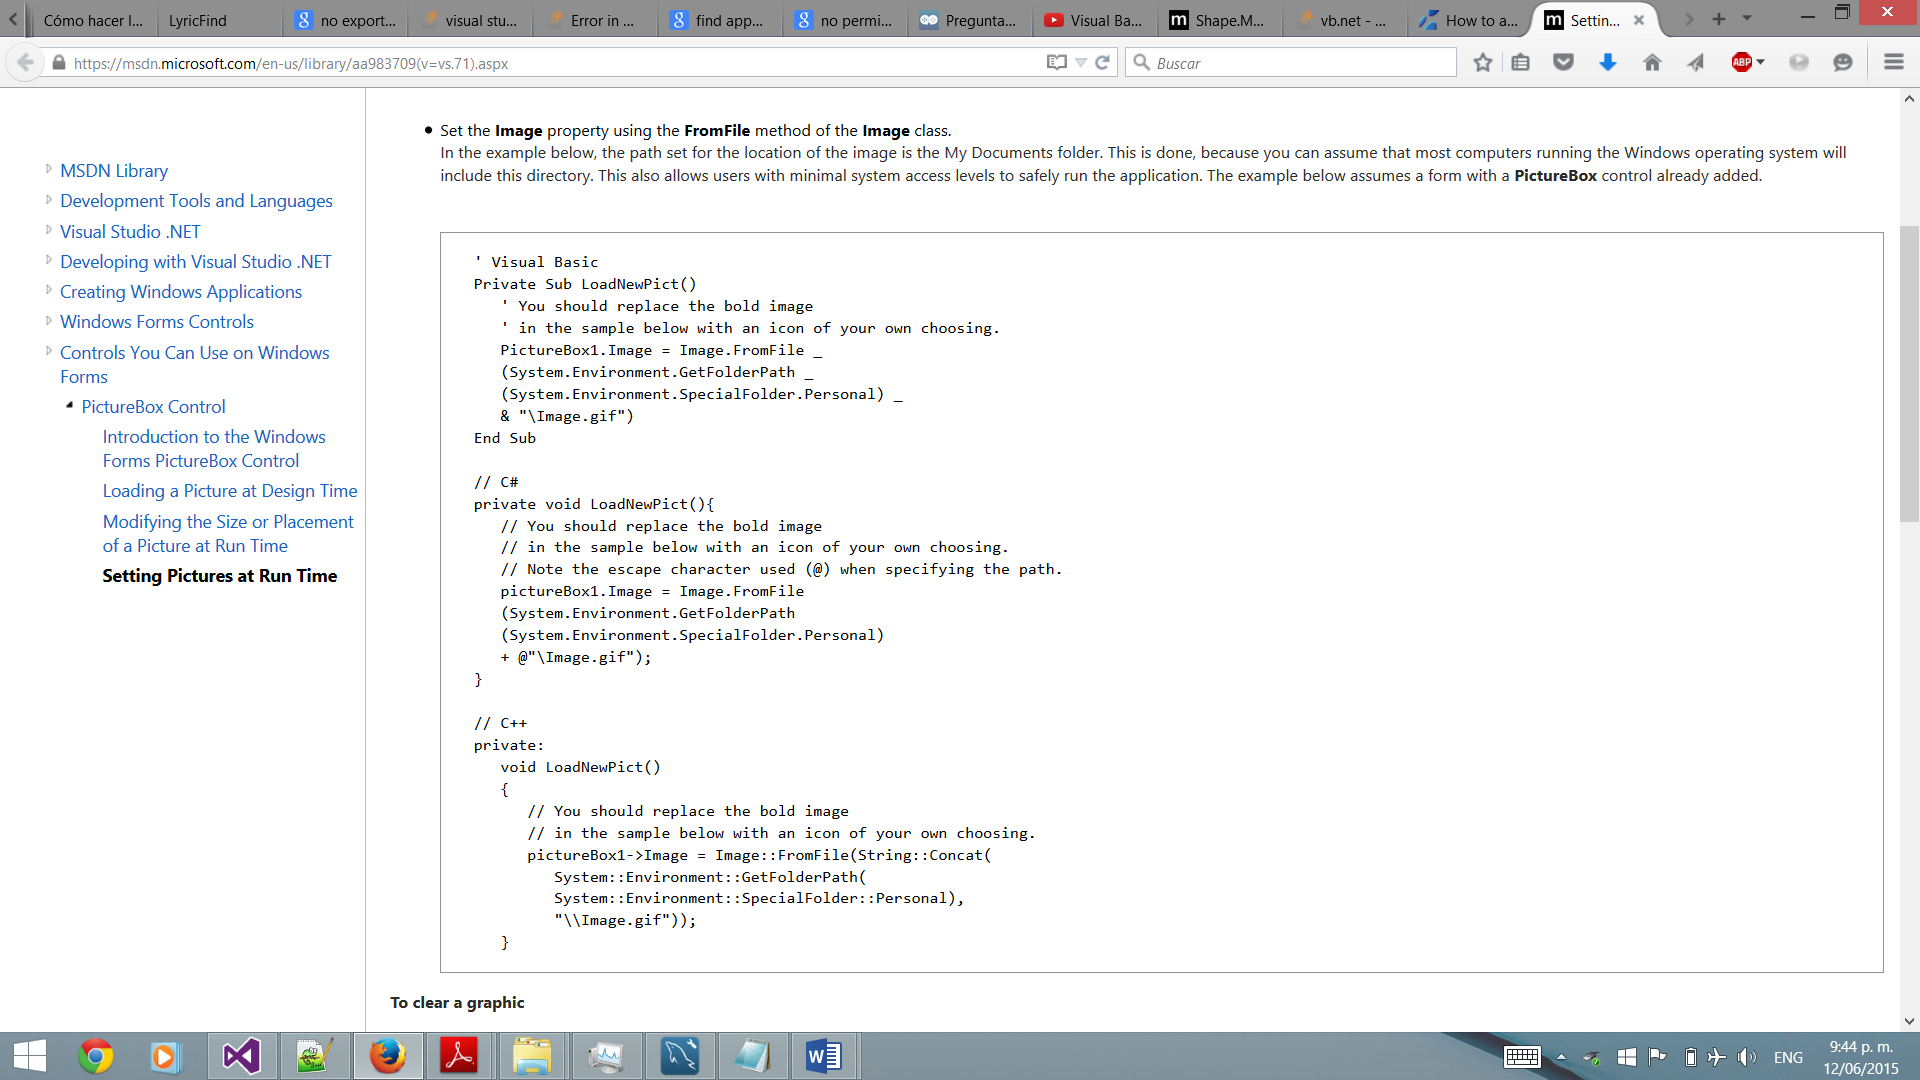 Cómo hacer l...
LyricFind
no export...
visual stu...
Error in ...
find app...
no permi...
Pregunta...
Visual Ba...
Shape.M...
vb.net - ...
How to a...
Settin...
https://msdn.microsoft.com/en-us/library/aa983709(v=vs.71).aspx
Buscar
ABP
MSDN Library
Development Tools and Languages
Visual Studio .NET
Developing with Visual Studio .NET
Creating Windows Applications
Windows Forms Controls
Controls You Can Use on Windows
Forms
PictureBox Control
Introduction to the Windows
Forms PictureBox Control
Loading a Picture at Design Time
Modifying the Size or Placement
of a Picture at Run Time
Setting Pictures at Run Time
• Set the Image property using the FromFile method of the Image class.
In the example below, the path set for the location of the image is the My Documents folder. This is done, because you can assume that most computers running the Windows operating system will
include this directory. This also allows users with minimal system access levels to safely run the application. The example below assumes a form with a PictureBox control already added.
' Visual Basic
Private Sub LoadNewPict()
' You should replace the bold image
' in the sample below with an icon of your own choosing.
PictureBox1.Image = Image.FromFile _
(System.Environment.GetFolderPath _
(System.Environment.SpecialFolder.Personal) _
& "\Image.gif")
End Sub
// C#
private void LoadNewPict(){
// You should replace the bold image
// in the sample below with an icon of your own choosing.
// Note the escape character used (@) when specifying the path.
pictureBox1.Image = Image.FromFile
(System.Environment.GetFolderPath
(System.Environment.SpecialFolder.Personal)
+ @"\Image.gif");
}
// C++
private:
void LoadNewPict()
{
// You should replace the bold image
// in the sample below with an icon of your own choosing.
pictureBox1->Image = Image::FromFile(String::Concat(
System::Environment::GetFolderPath(
System::Environment::SpecialFolder::Personal),
"\\Image.gif"));
}
To clear a graphic
ENG
9:44 p. m.
12/06/2015